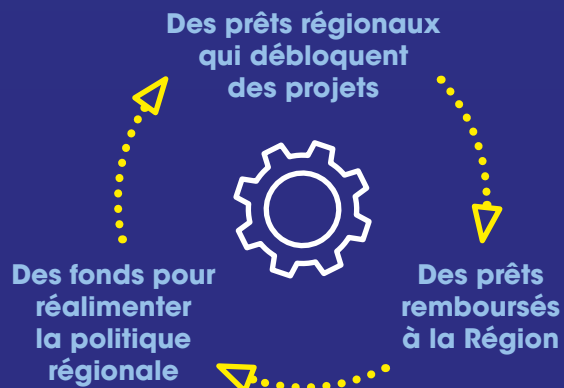 Des prêts régionaux
qui débloquent
des projets
Des fonds pour
réalimenter
la politique
régionale
Des prêts
remboursés
à la Région